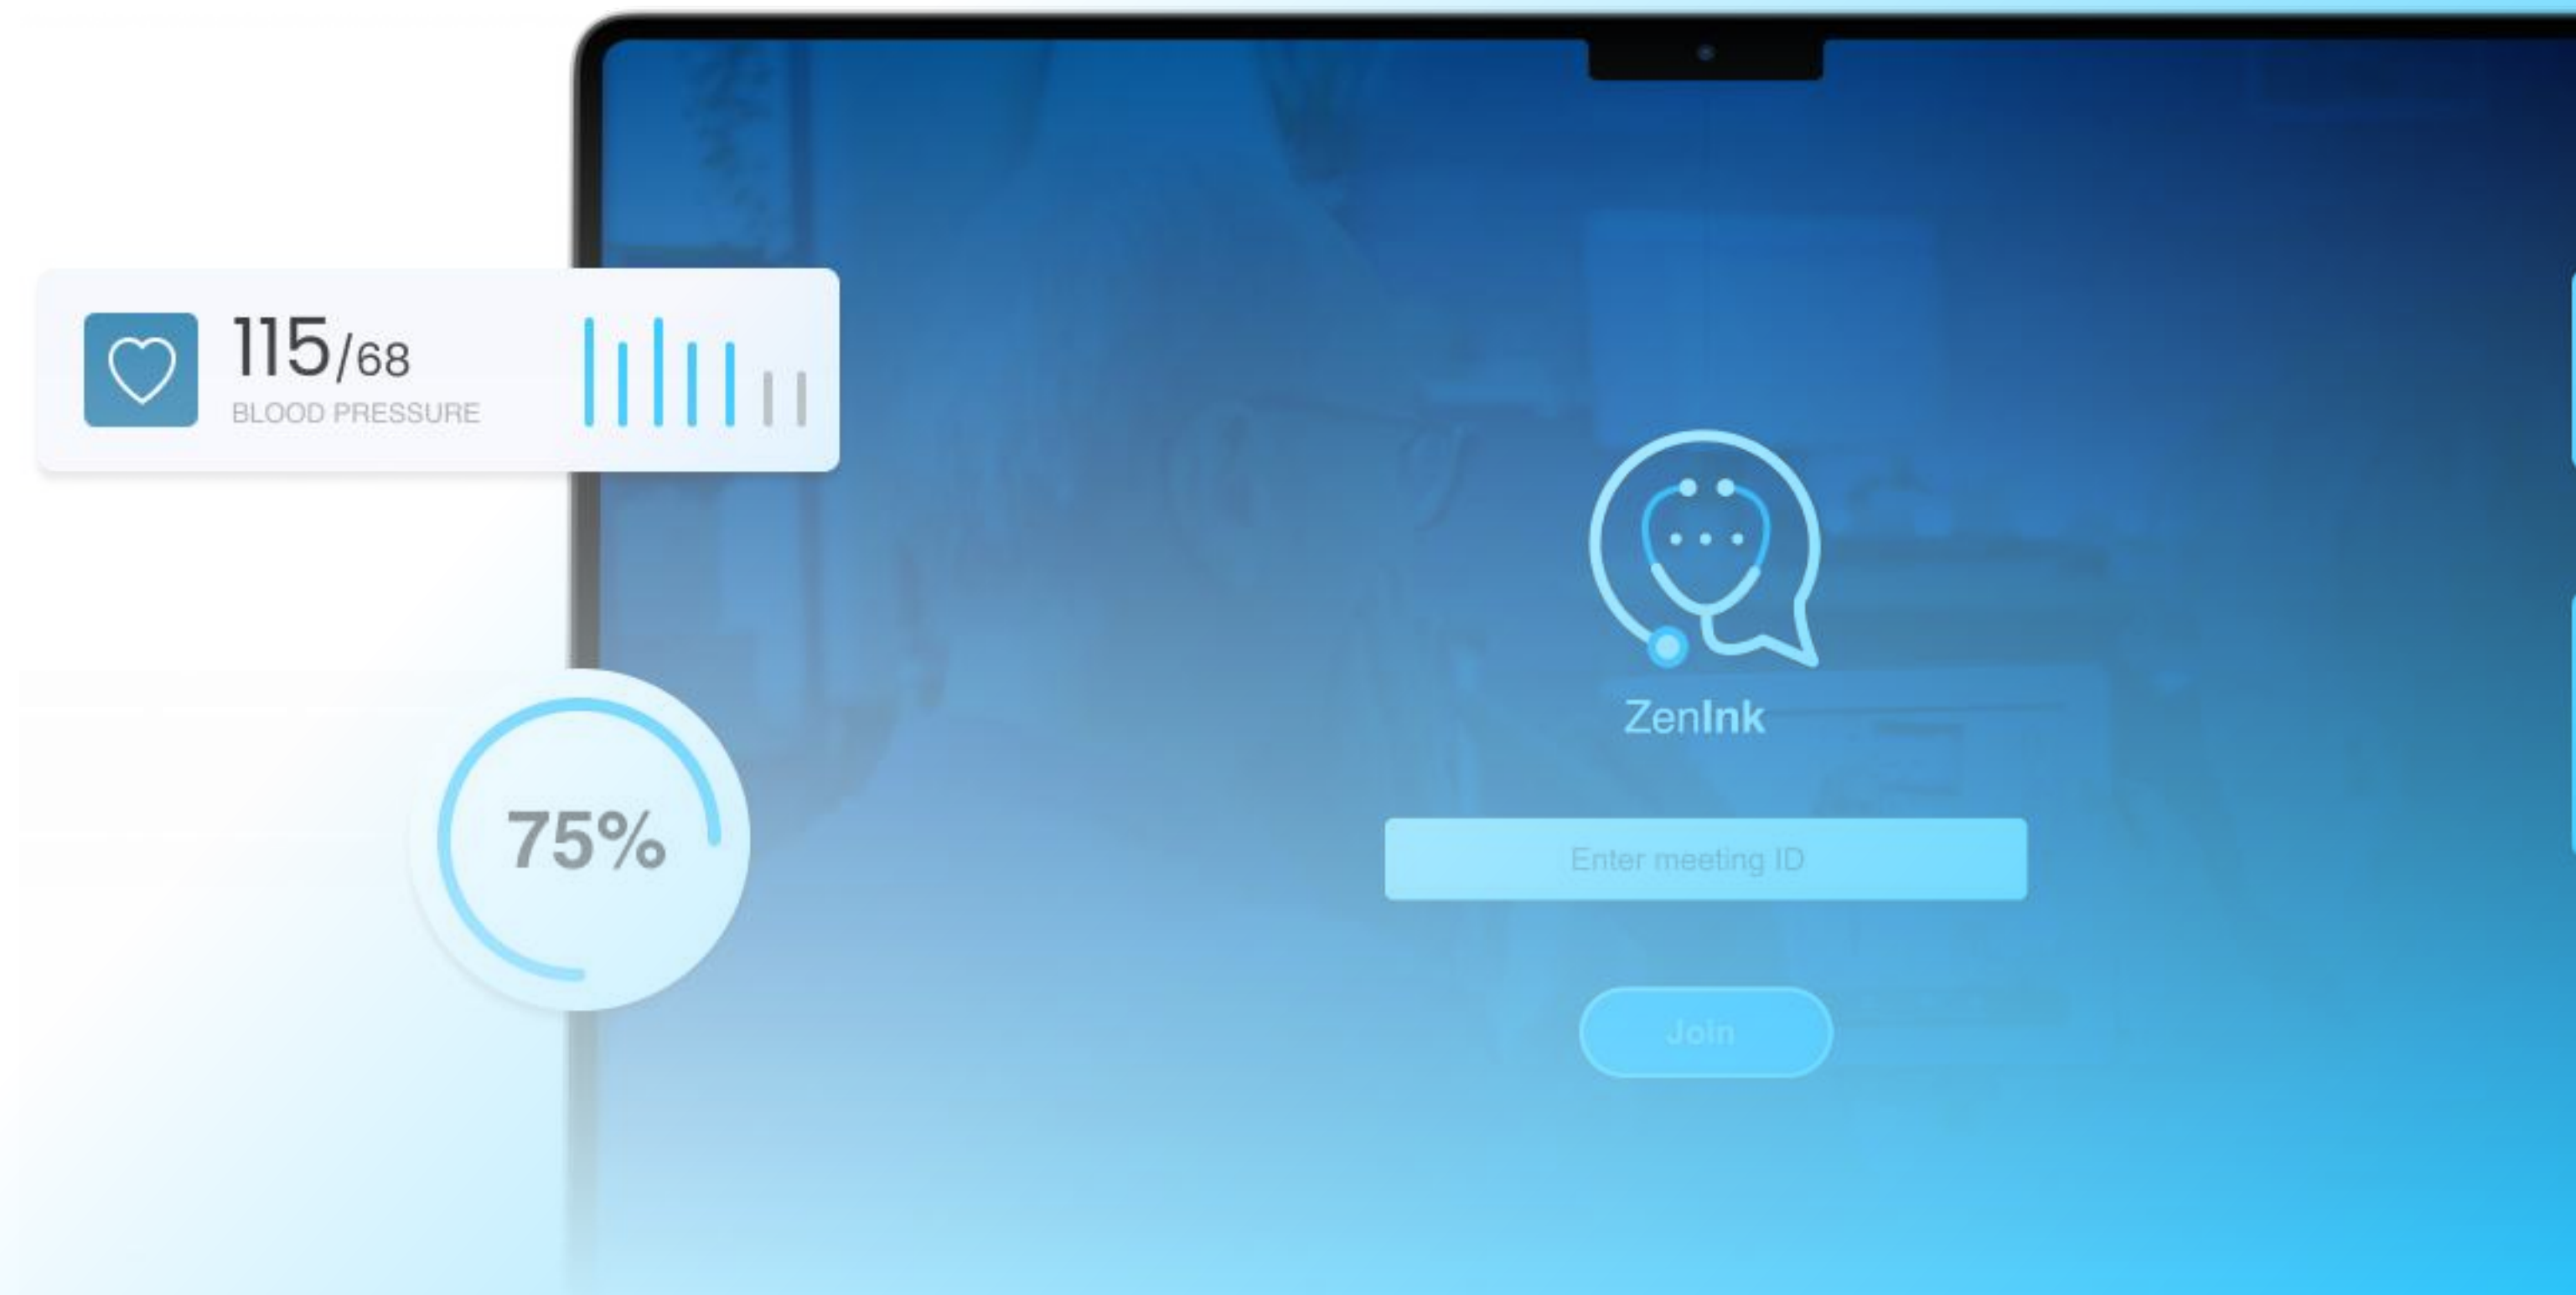 115/68
BLOOD PRESSURE
75%
ZenInk
Enter meeting ID
Join